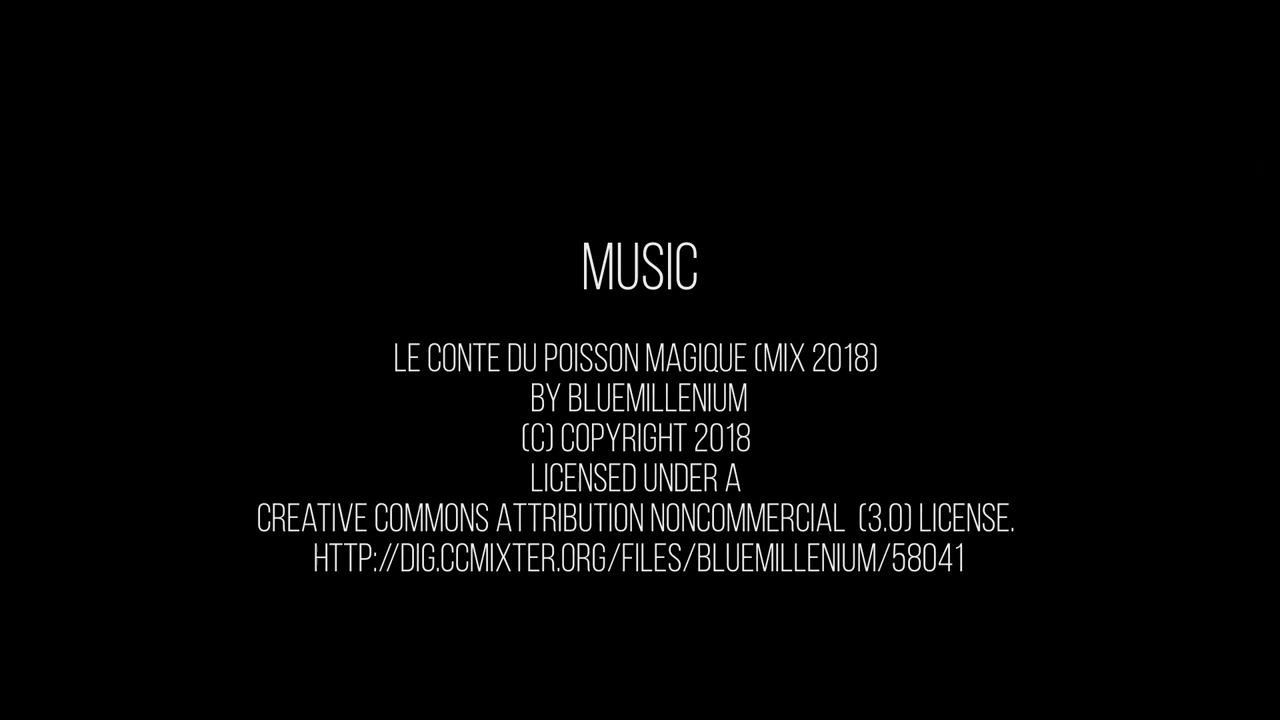 MUSIC
LE CONTE DU POISSON MAGIQUE (MIX 2018)
BY BLUEMILLENIUM
(C) COPYRIGHT 2018
LICENSED UNDER A
CREATIVE COMMONS ATTRIBUTION NONCOMMERCIAL (3.0) LICENSE.
HTTP://DIG.CCMIXTER.ORG/FILES/BLUEMILLENIUM/58041